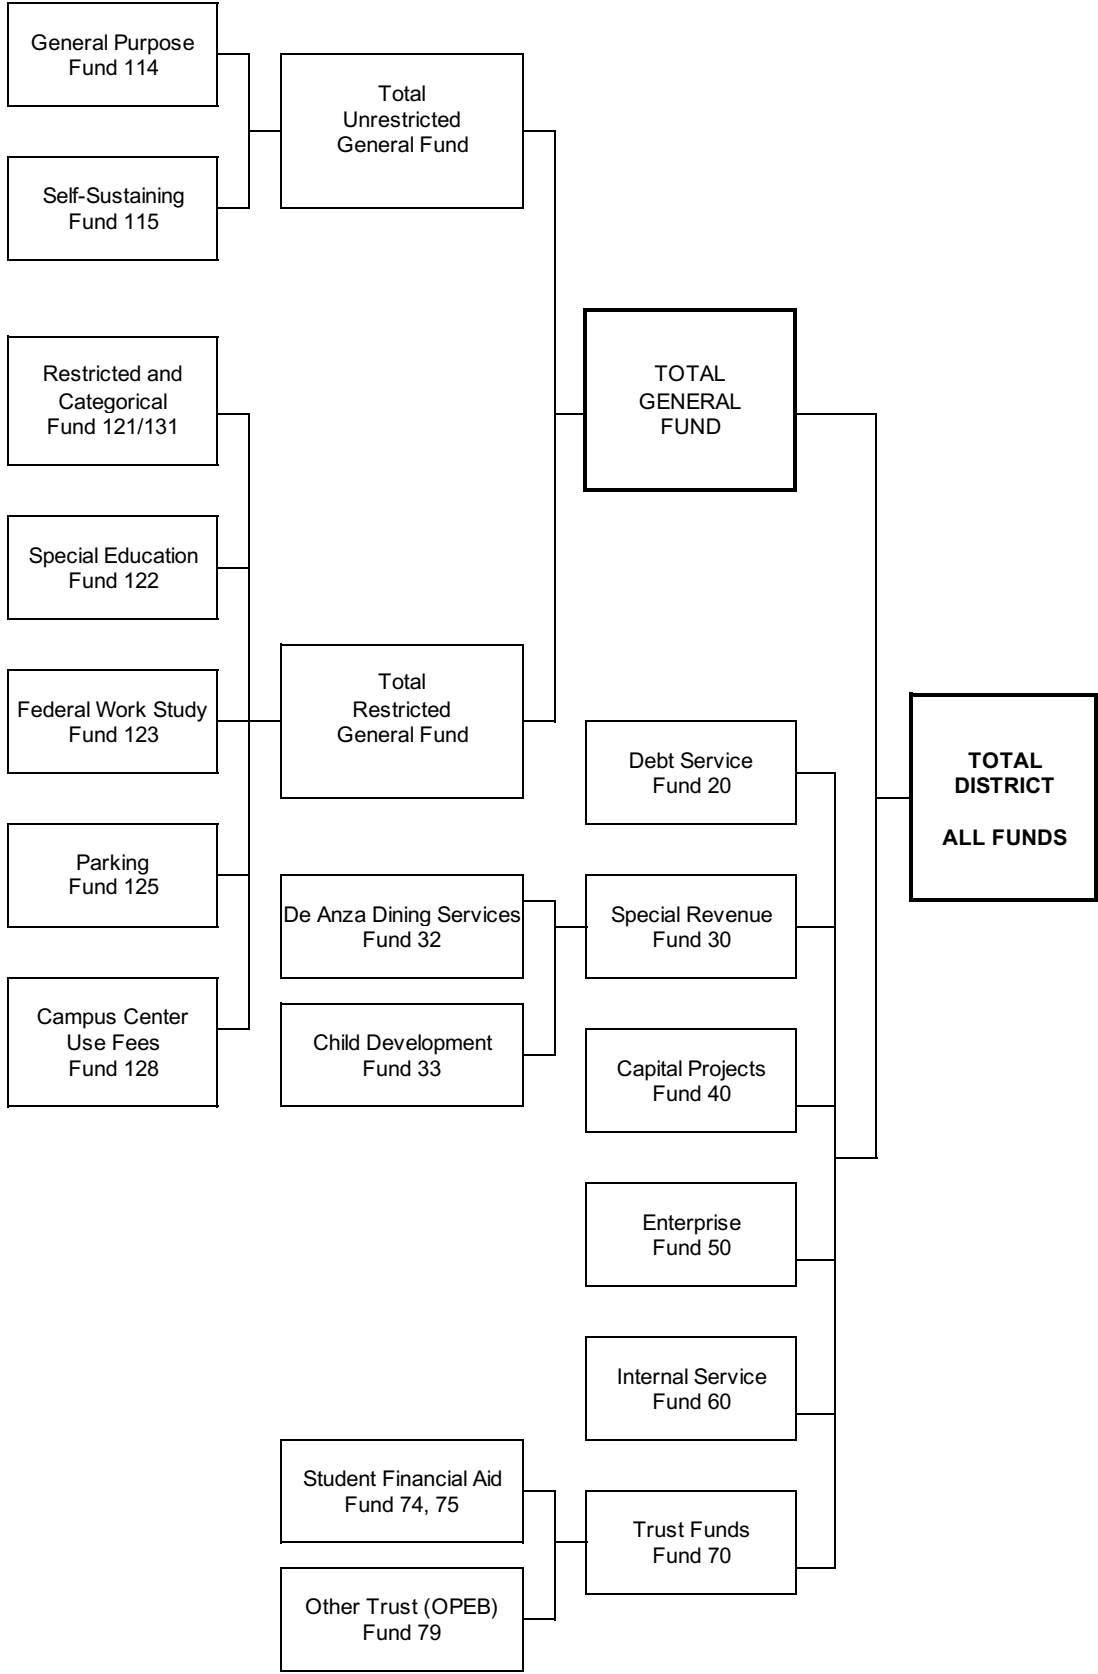 General Purpose
Fund 114
Total
Unrestricted
General Fund
Self-Sustaining
Fund 115
Restricted and
Categorical
Fund 121/131
TOTAL
GENERAL
FUND
Special Education
Fund 122
Federal Work Study
Fund 123
Total
Restricted
General Fund
Debt Service
Fund 20
TOTAL
DISTRICT
ALL FUNDS
Parking
Fund 125
De Anza Dining Services
Fund 32
Special Revenue
Fund 30
Campus Center
Use Fees
Fund 128
Child Development
Fund 33
Capital Projects
Fund 40
Enterprise
Fund 50
Internal Service
Fund 60
Student Financial Aid
Fund 74, 75
Trust Funds
Fund 70
Other Trust (OPEB)
Fund 79